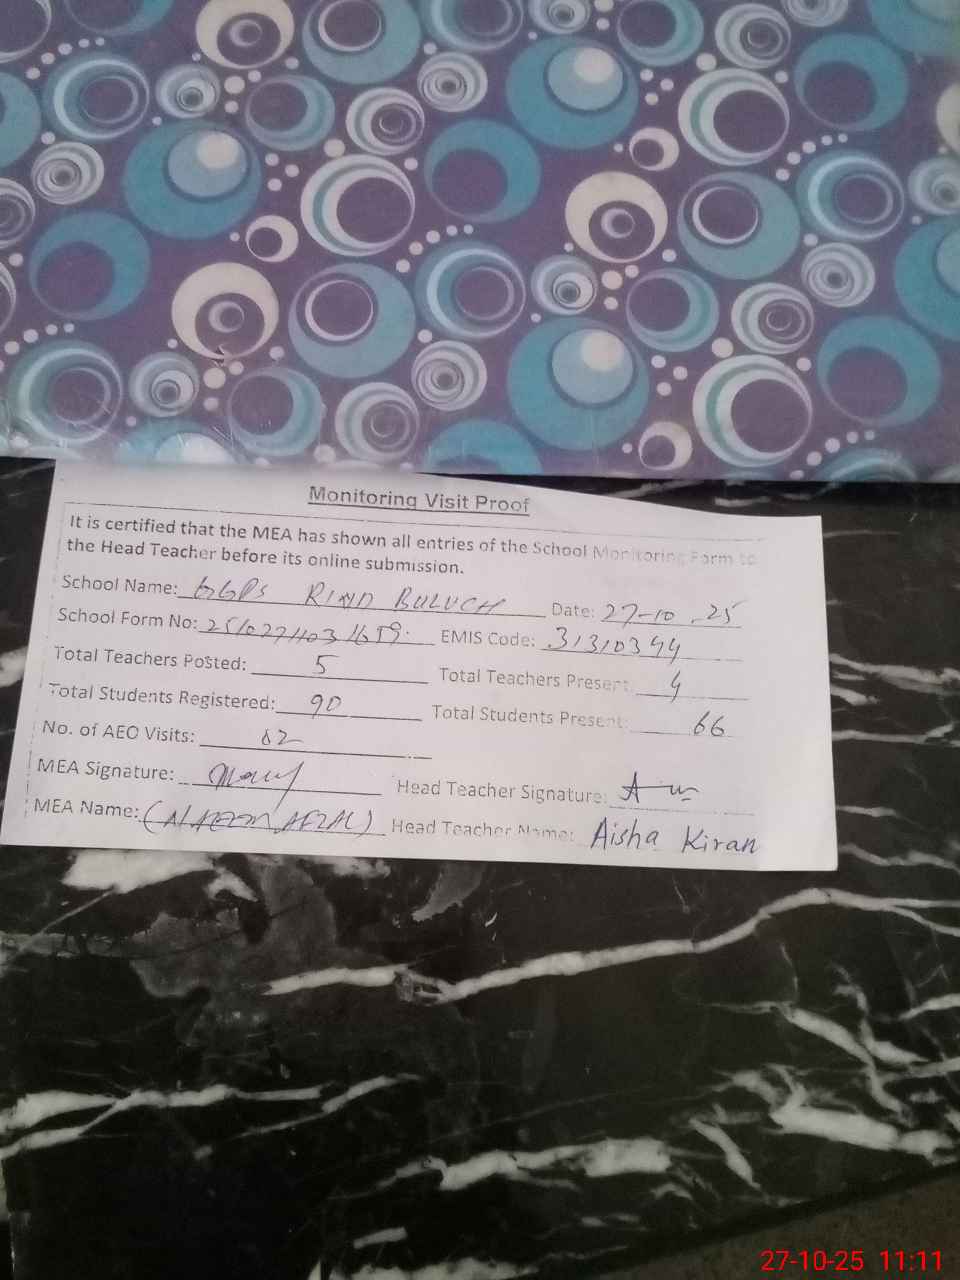 Monitoring Visit Proof
It is certified that the MEA has shown all entries of the School Monitoring Form to
the Head Teacher before its online submission.
School Name: GGPS RIND BULUCH Date: 27-10-25
School Form No: EMIS Code: 31310344
Total Teachers Posted: 5 Total Teachers Present: 4
Total Students Registered: 90 Total Students Present: 66
No. of AEO Visits: 02
MEA Signature: Head Teacher Signature:
MEA Name: Head Teacher Name: Aisha Kiran
27-10-25 11:11